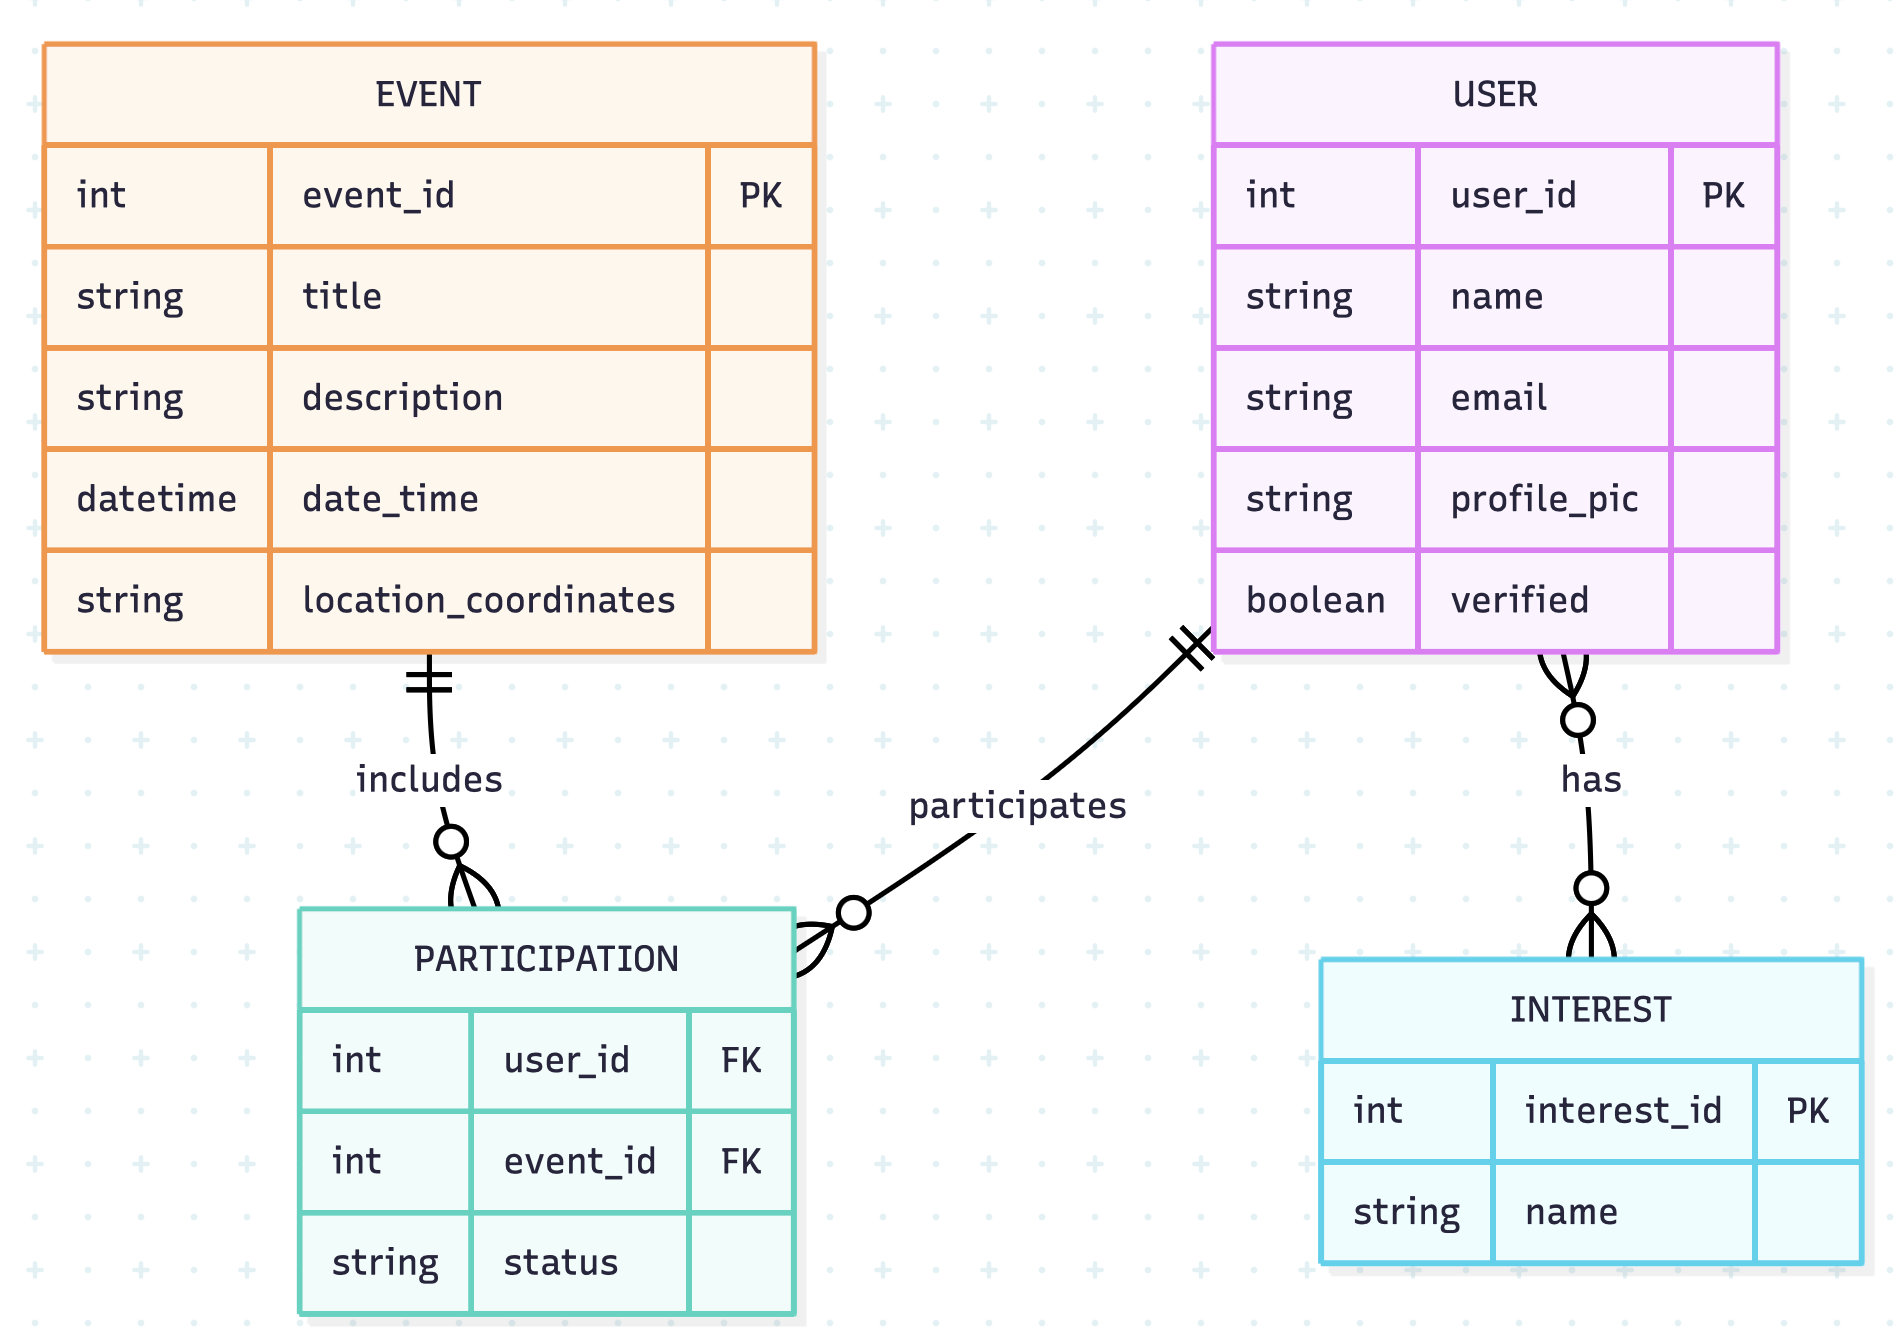 EVENT
int event_id PK
string title
string description
datetime date_time
string location_coordinates
USER
int user_id PK
string name
string email
string profile_pic
boolean verified
includes
participates
has
PARTICIPATION
int user_id FK
int event_id FK
string status
INTEREST
int interest_id PK
string name